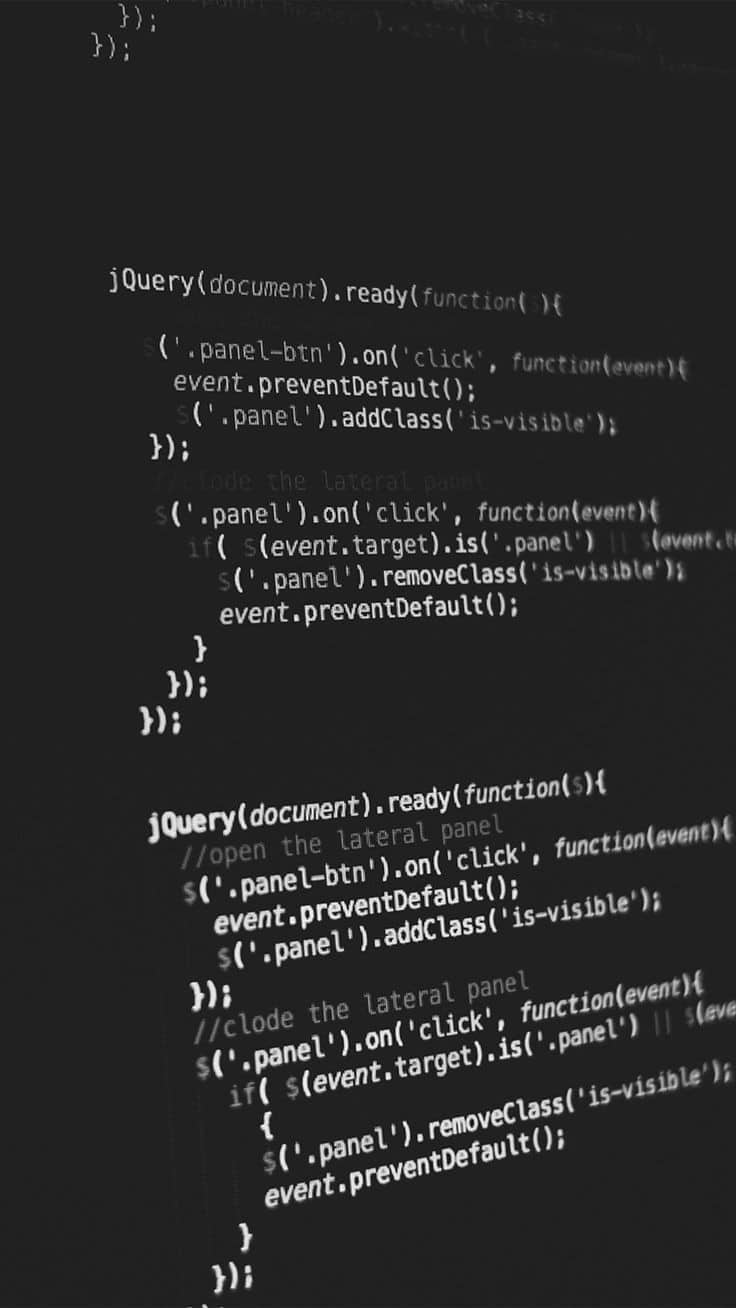 });
});
jQuery(document).ready(function( ){
$('.panel-btn').on('click', function(event){
event.preventDefault();
$('.panel').addClass('is-visible');
});
//clode the lateral panel
$('.panel').on('click', function(event){
if( $(event.target).is('.panel') || $(event.t
$('.panel').removeClass('is-visible');
event.preventDefault();
}
});
});
jQuery(document).ready(function($){
//open the lateral panel
$('.panel-btn').on('click', function(event){
event.preventDefault();
$('.panel').addClass('is-visible');
});
//clode the lateral panel
$('.panel').on('click', function(event){
if( $(event.target).is('.panel') || $(eve
{
$('.panel').removeClass('is-visible');
event.preventDefault();
}
});